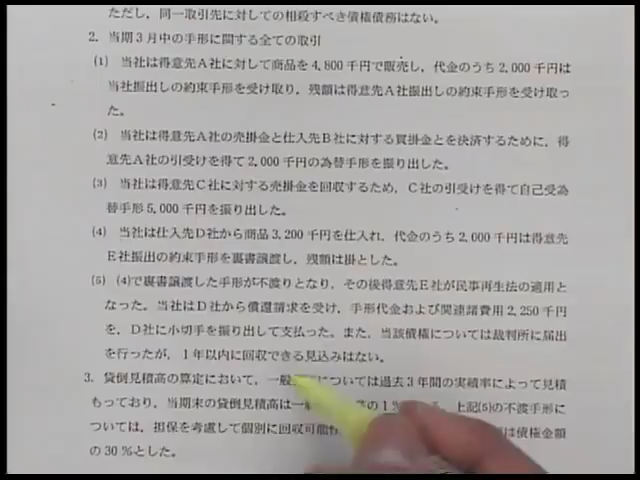 ただし、同一取引先に対しての相殺すべき債権債務はない。
2. 当期3月中の手形に関する全ての取引
(1) 当社は得意先A社に対して商品を4,800千円で販売し、代金のうち2,000千円は
当社振出しの約束手形を受け取り、残額は得意先A社振出しの約束手形を受け取っ
た。
(2) 当社は得意先A社の売掛金と仕入先B社に対する買掛金とを決済するために、得
意先A社の引受けを得て2,000千円の為替手形を振り出した。
(3) 当社は得意先C社に対する売掛金を回収するため、C社の引受を得て自己受為
替手形5,000千円を振り出した。
(4) 当社は仕入先D社から商品3,200千円を仕入れ、代金のうち2,000千円は得意先
E社振出の約束手形を裏書譲渡し、残額は掛とした。
(5) (4)で裏書譲渡した手形が不渡りとなり、その後得意先E社が民事再生法の適用と
なった。当社はD社から償還請求を受け、手形代金および関連諸費用2,250千円
を、D社に小切手を振り出して支払った。また、当該債権については裁判所に届出
を行ったが、1年以内に回収できる見込みはない。
3. 貸倒見積高の算定において、一般については過去3年間の実績率によって見積
もっており、当期末の貸倒見積高は一の1%上記(5)の不渡手形に
ついては、担保を考慮して個別に回収可能は債権金額
の30%とした。